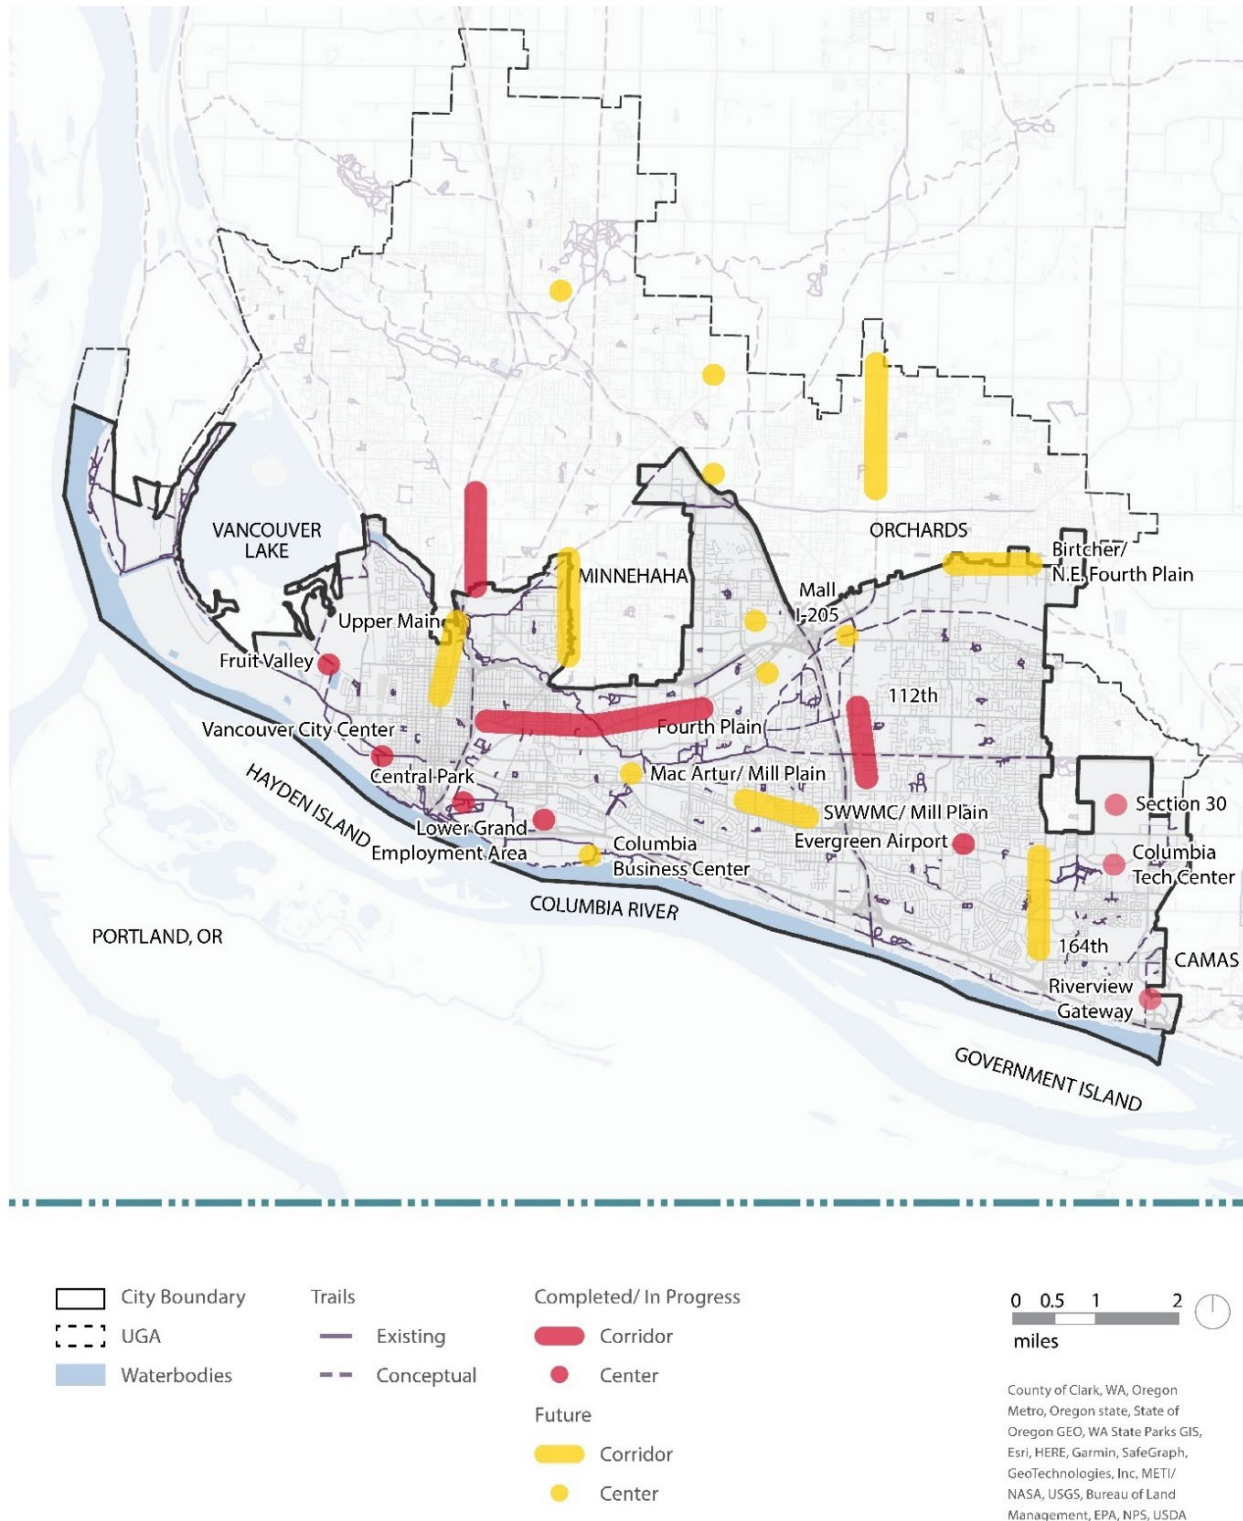 ORCHARDS
VANCOUVER
LAKE
Birtcher/
N.E. Fourth Plain
MINNEHAHA
Mall
I-205
Upper Main
Fruit Valley
112th
Vancouver City Center
Fourth Plain
Central Park
Mac Artur/ Mill Plain
HAYDEN ISLAND
Section 30
SWWMC/ Mill Plain
Lower Grand
Employment Area
Evergreen Airport
Columbia
Business Center
Columbia
Tech Center
COLUMBIA RIVER
PORTLAND, OR
164th
CAMAS
Riverview
Gateway
GOVERNMENT ISLAND
City Boundary
UGA
Waterbodies
Trails
Existing
Conceptual
Completed/ In Progress
Corridor
Center
Future
Corridor
Center
0 0.5 1 2
miles
County of Clark, WA, Oregon
Metro, Oregon state, State of
Oregon GEO, WA State Parks GIS,
Esri, HERE, Garmin, SafeGraph,
GeoTechnologies, Inc, METI/
NASA, USGS, Bureau of Land
Management, EPA, NPS, USDA